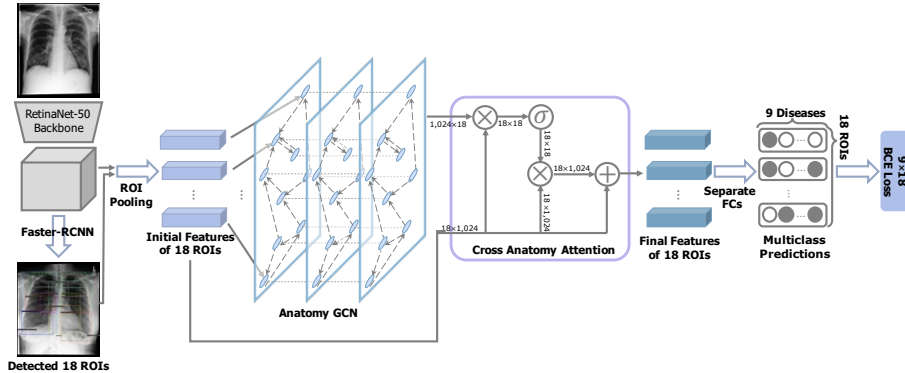 RetinaNet-50
Backbone
Faster-RCNN
Detected 18 ROIs
ROI
Pooling
Initial Features
of 18 ROIs
Anatomy GCN
1,024×18
18×18
σ
18×18
18×1,024
18×1,024
18×1,024
Cross Anatomy Attention
Final Features
of 18 ROIs
Separate
FCs
9 Diseases
18 ROIs
Multiclass
Predictions
9×18
BCE Loss